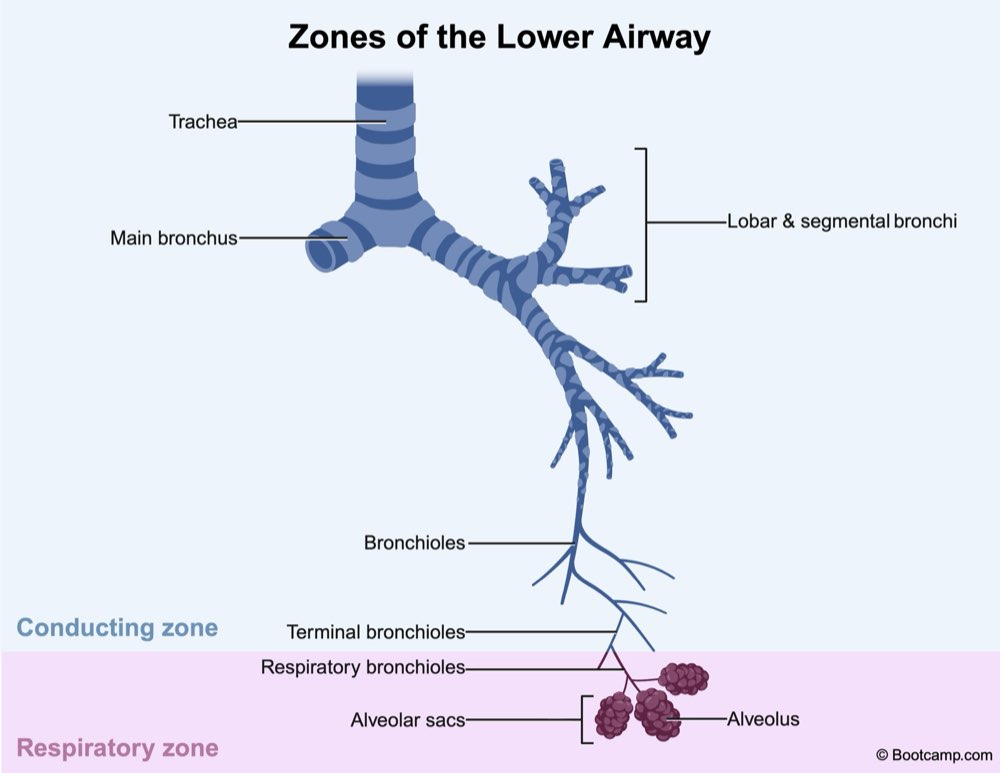 Zones of the Lower Airway
Trachea
Lobar & segmental bronchi
Main bronchus
Bronchioles
Conducting zone
Terminal bronchioles
Respiratory bronchioles
Alveolar sacs
Alveolus
Respiratory zone
© Bootcamp.com